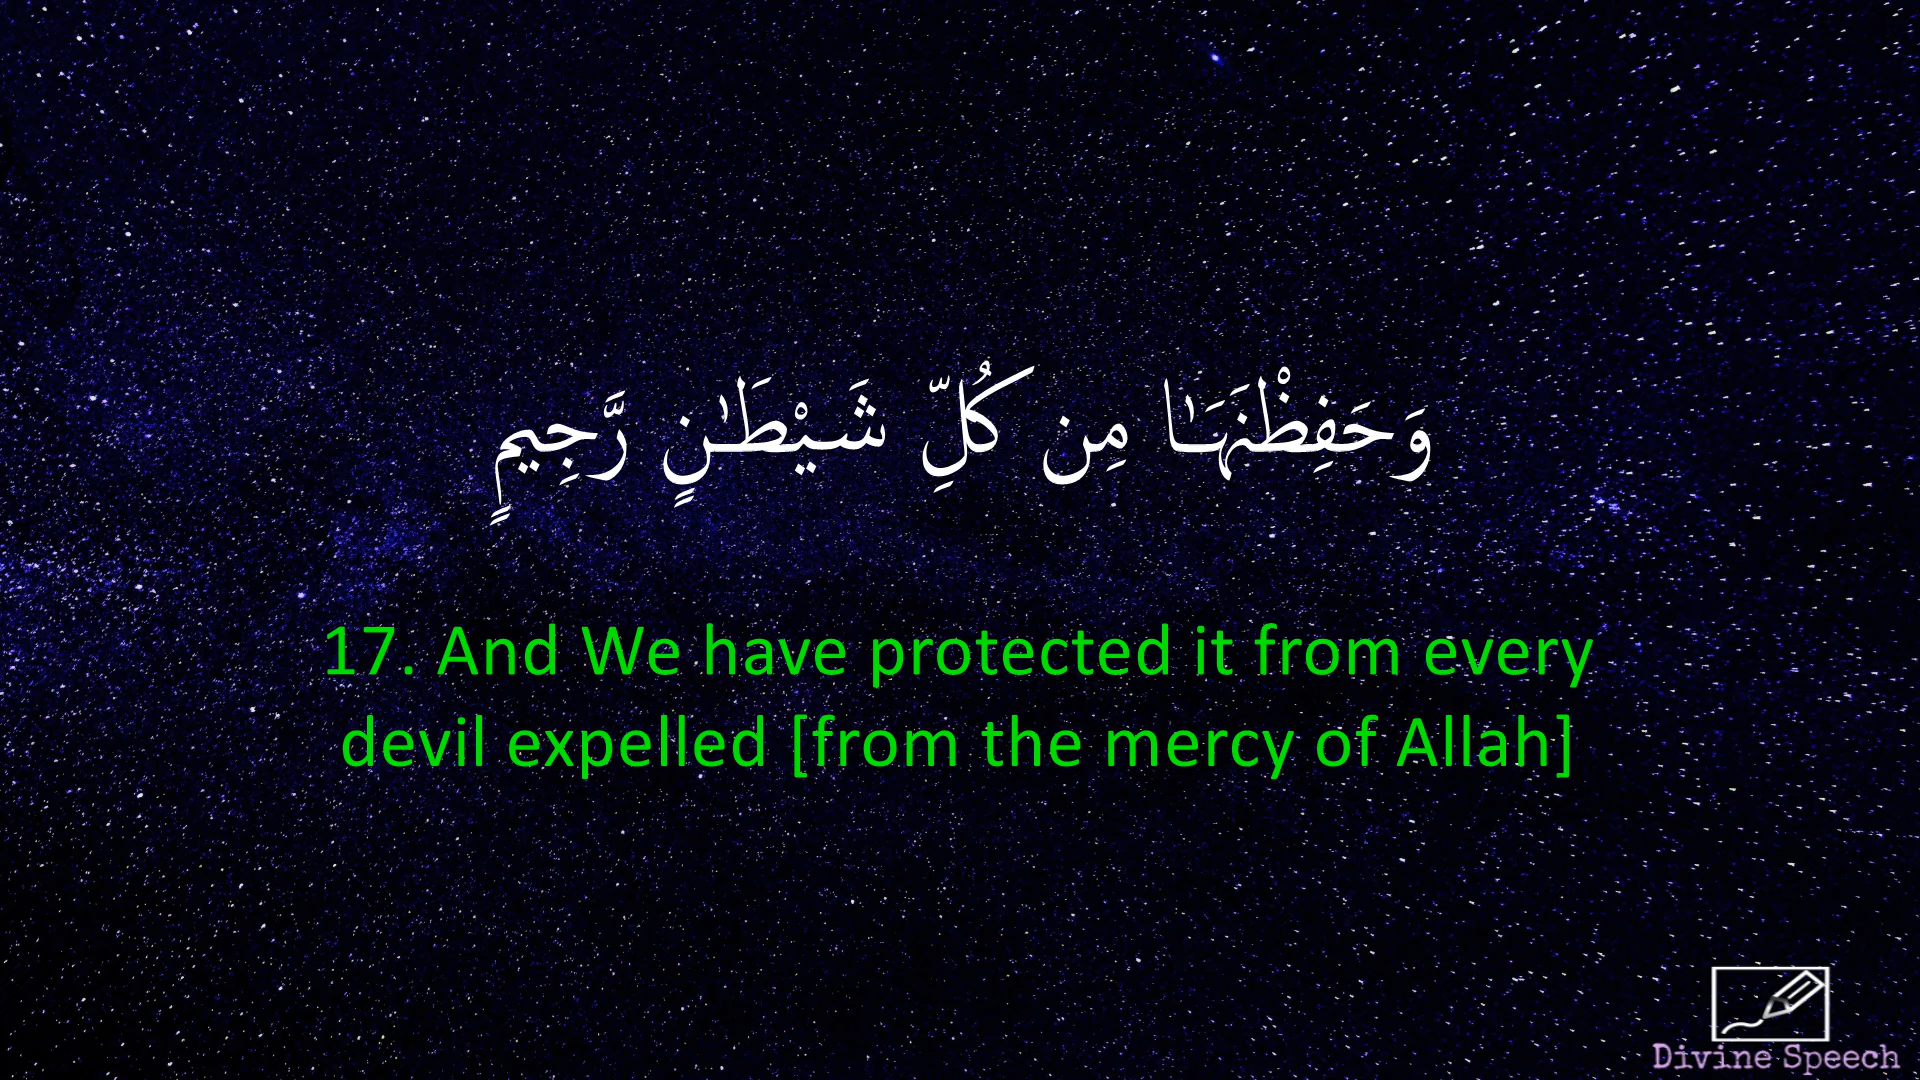 وَحَفِظْنَـٰهَا مِن كُلِّ شَيْطَـٰنٍ رَّجِيمٍ
17. And We have protected it from every
devil expelled [from the mercy of Allah]
Divine Speech